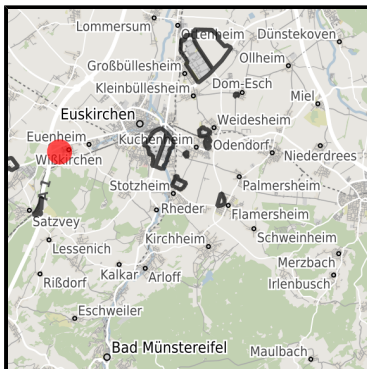 Lommersum
Ottenheim
Dünstekoven
Großbüllesheim
Ollheim
Kleinbüllesheim
Dom-Esch
Miel
Euskirchen
Weidesheim
Euenheim
Kuchenheim
Odendorf
Niederdrees
Wißkirchen
Stotzheim
Palmersheim
Rheder
Flamersheim
Satzvey
Schweinheim
Lessenich
Kirchheim
Merzbach
Rißdorf
Kalkar
Arloff
Irlenbusch
Eschweiler
Bad Münstereifel
Maulbach